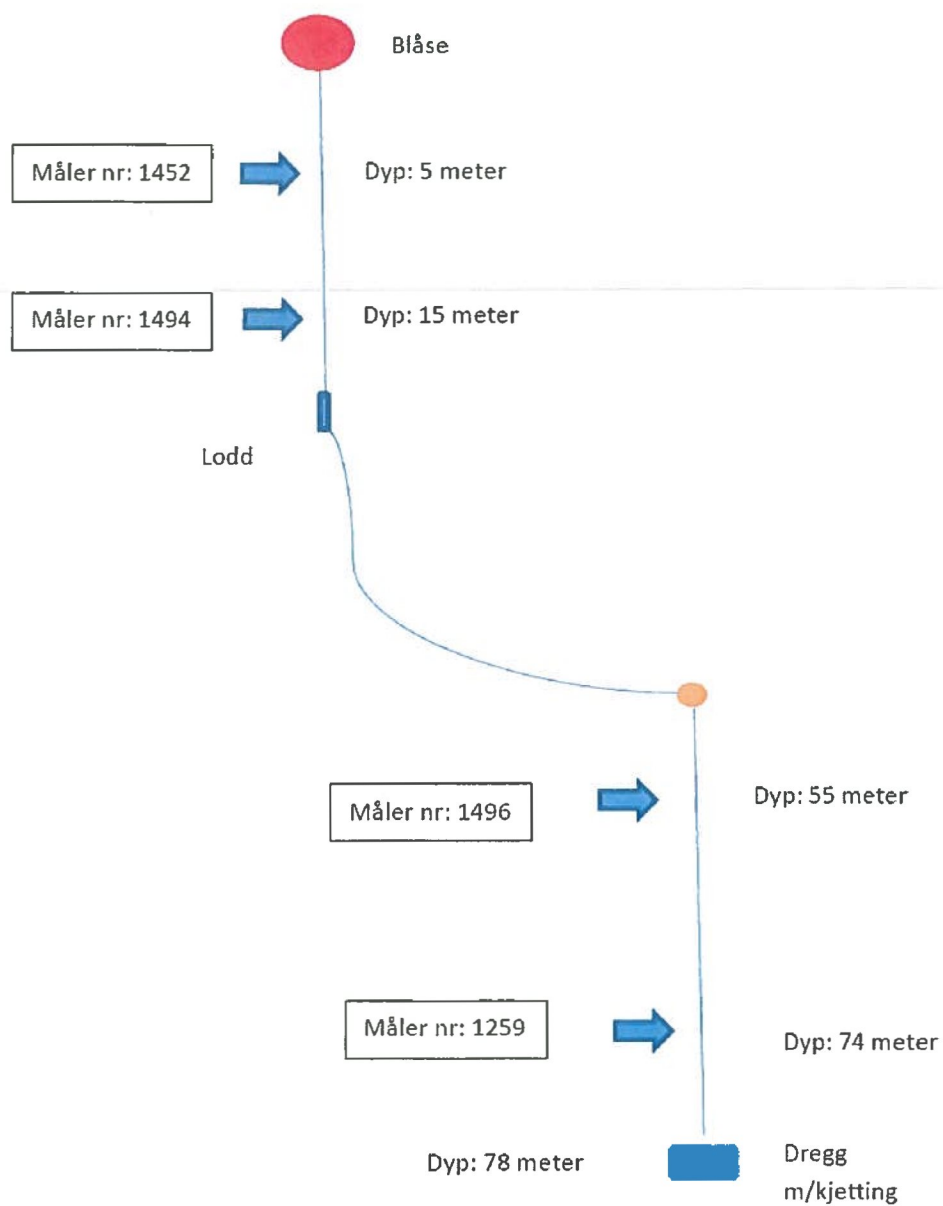 Blåse
Måler nr: 1452
Dyp: 5 meter
Måler nr: 1494
Dyp: 15 meter
Lodd
Måler nr: 1496
Dyp: 55 meter
Måler nr: 1259
Dyp: 74 meter
Dyp: 78 meter
Dregg
m/kjetting